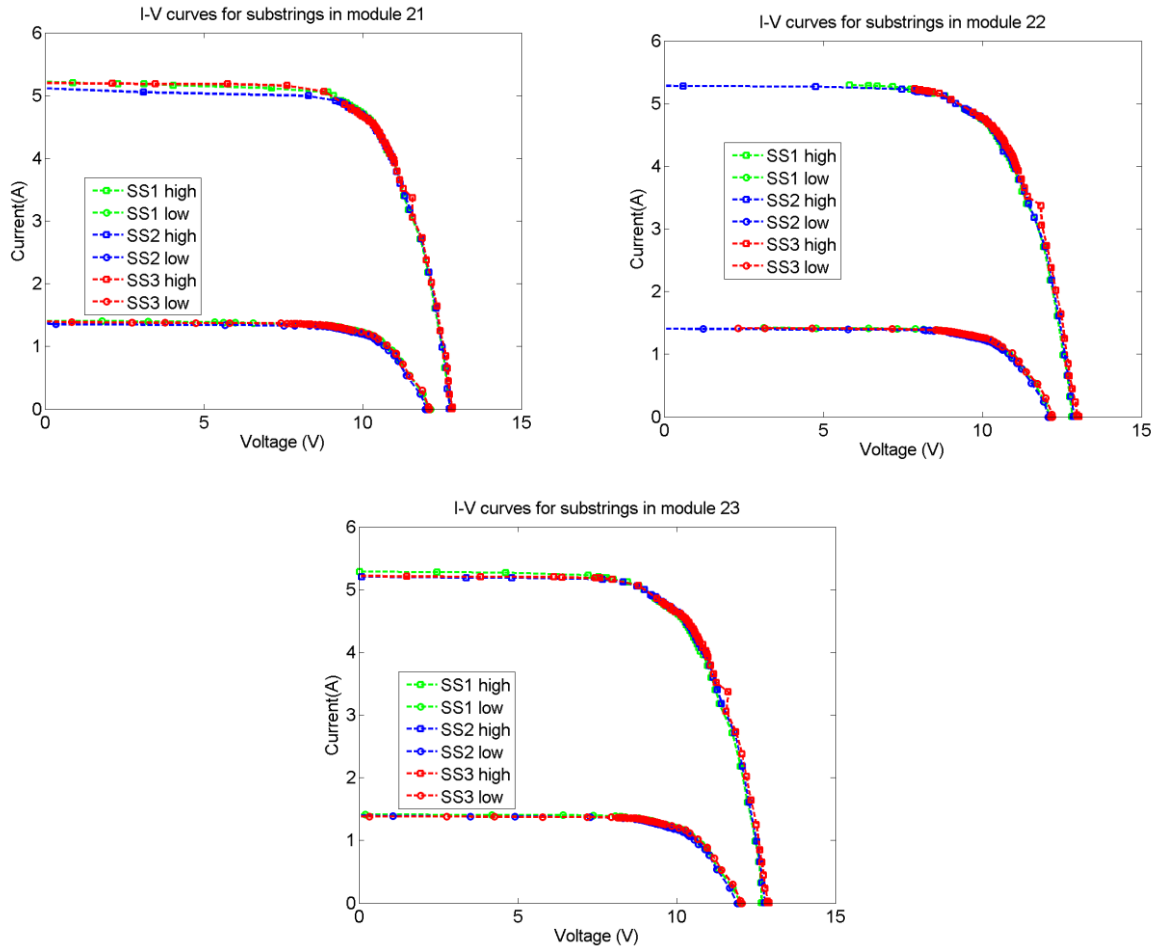 I-V curves for substrings in module 21
6
5
4
3
2
1
0
Current(A)
SS1 high
SS1 low
SS2 high
SS2 low
SS3 high
SS3 low
0
5
10
15
Voltage (V)
I-V curves for substrings in module 22
6
5
4
3
2
1
0
Current(A)
SS1 high
SS1 low
SS2 high
SS2 low
SS3 high
SS3 low
0
5
10
15
Voltage (V)
I-V curves for substrings in module 23
6
5
4
3
2
1
0
Current(A)
SS1 high
SS1 low
SS2 high
SS2 low
SS3 high
SS3 low
0
5
10
15
Voltage (V)